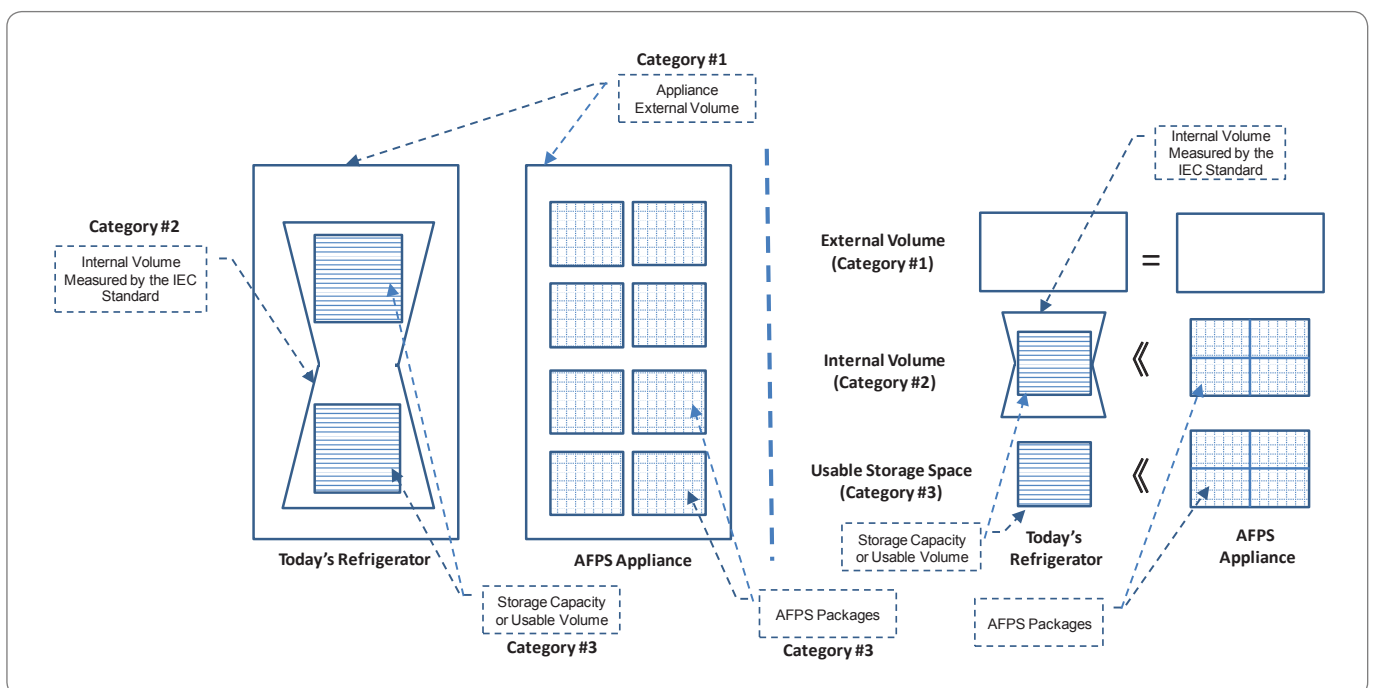 Category #1
Appliance
External Volume
Category #2
Internal Volume
Measured by the IEC
Standard
Today's Refrigerator
AFPS Appliance
Storage Capacity
or Usable Volume
Category #3
AFPS Packages
Category #3
Internal Volume
Measured by the
IEC Standard
External Volume
(Category #1)
=
Internal Volume
(Category #2)
《
Usable Storage Space
(Category #3)
《
Storage Capacity
or Usable Volume
Today's
Refrigerator
AFPS
Appliance
AFPS Packages